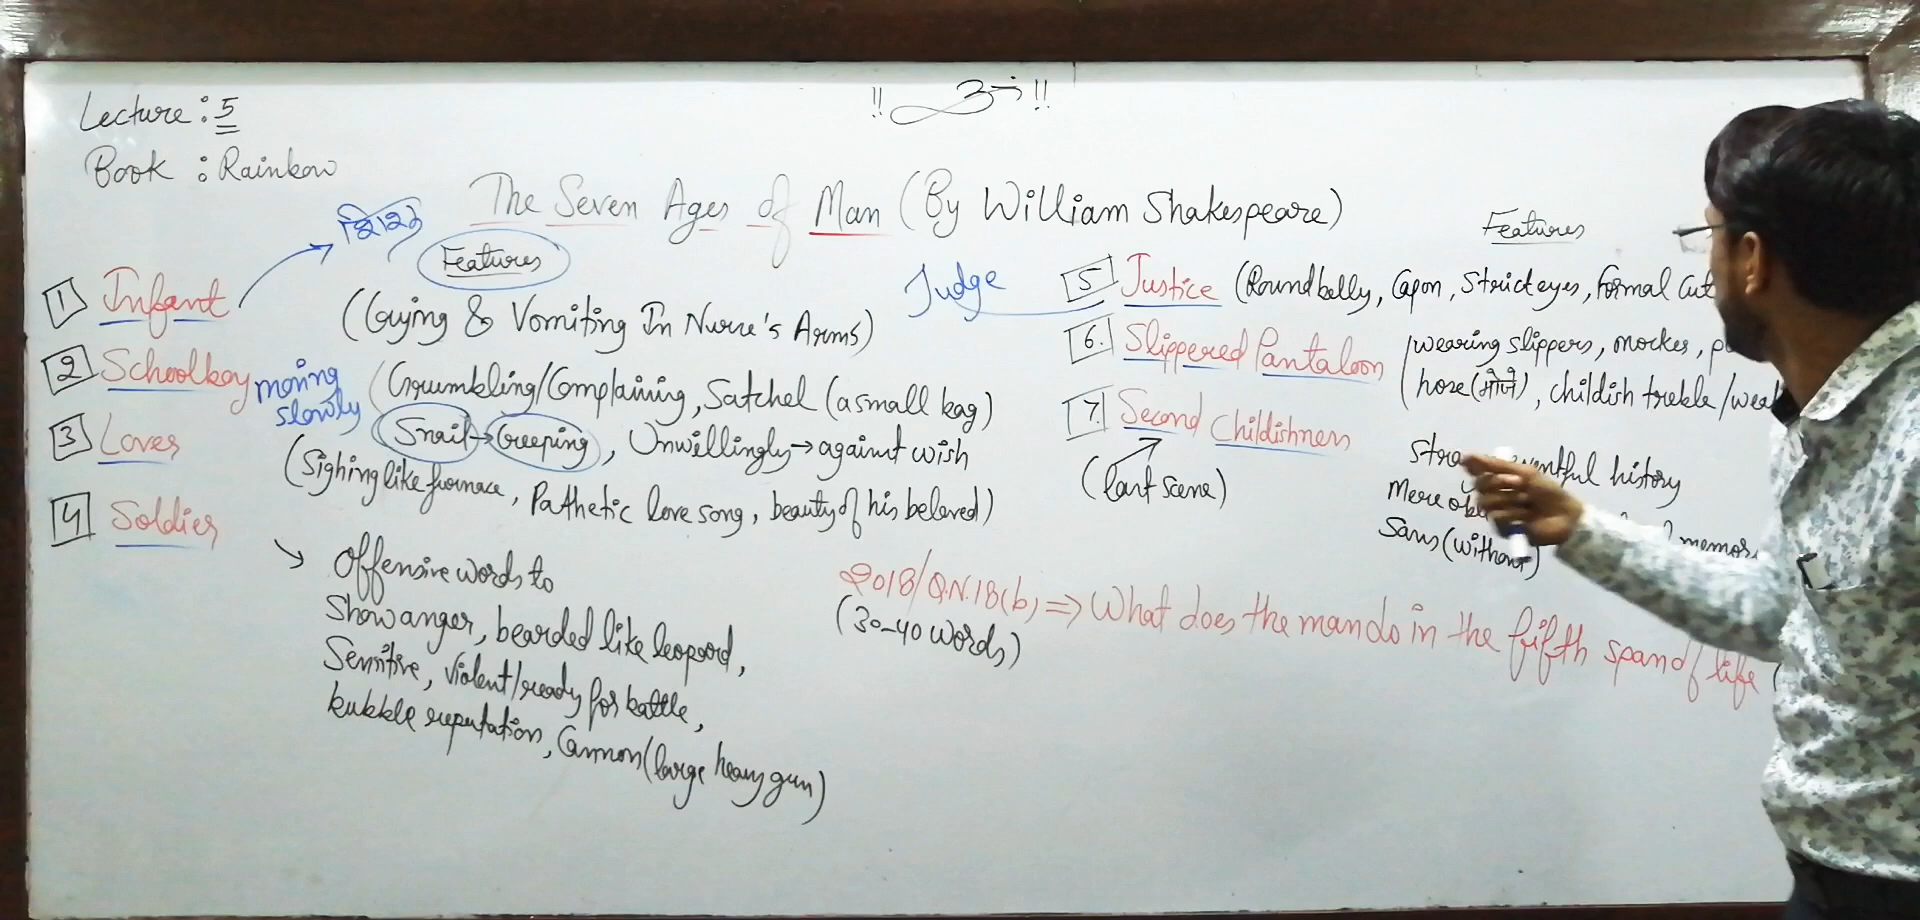 Lecture : 5
Book : Rainbow
The Seven Ages of Man (By William Shakespeare)
शिशु
Features
1 Infant
(Crying & Vomiting In Nurse's Arms)
2 Schoolboy
moving slowly
(Grumbling/Complaining, Satchel (a small bag)
Snail → Creeping, Unwillingly → against wish
3 Lover
(Sighing like furnace, Pathetic love song, beauty of his beloved)
4 Soldier
→ Offensive words to
Show anger, bearded like leopard,
Sensitive, Violent/ready for battle,
bubble reputation, Cannon (large heavy gun)
Features
Judge
5 Justice (Round belly, Capon, Strict eyes, Formal Cut
6. Slippered Pantaloon
(wearing slippers, mockes,
hose (मोजे), childish treble/weak
7. Second Childishness
(last scene)
history
Mere
Sans (without)
2018/Q.N.18(b) => What does the man do in the fifth span of life
(30-40 Words)